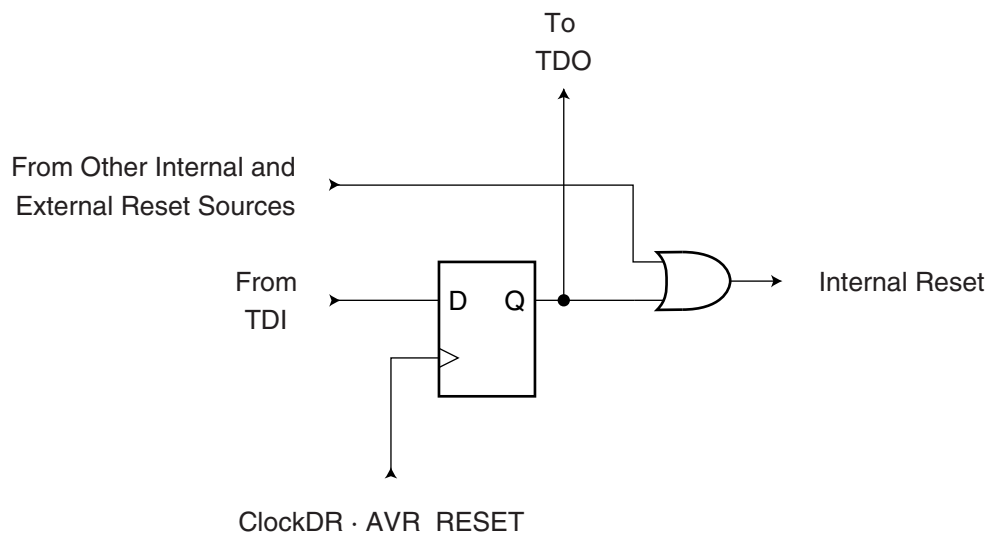 To
TDO
From Other Internal and
External Reset Sources
From
TDI
D Q
Internal Reset
ClockDR · AVR RESET